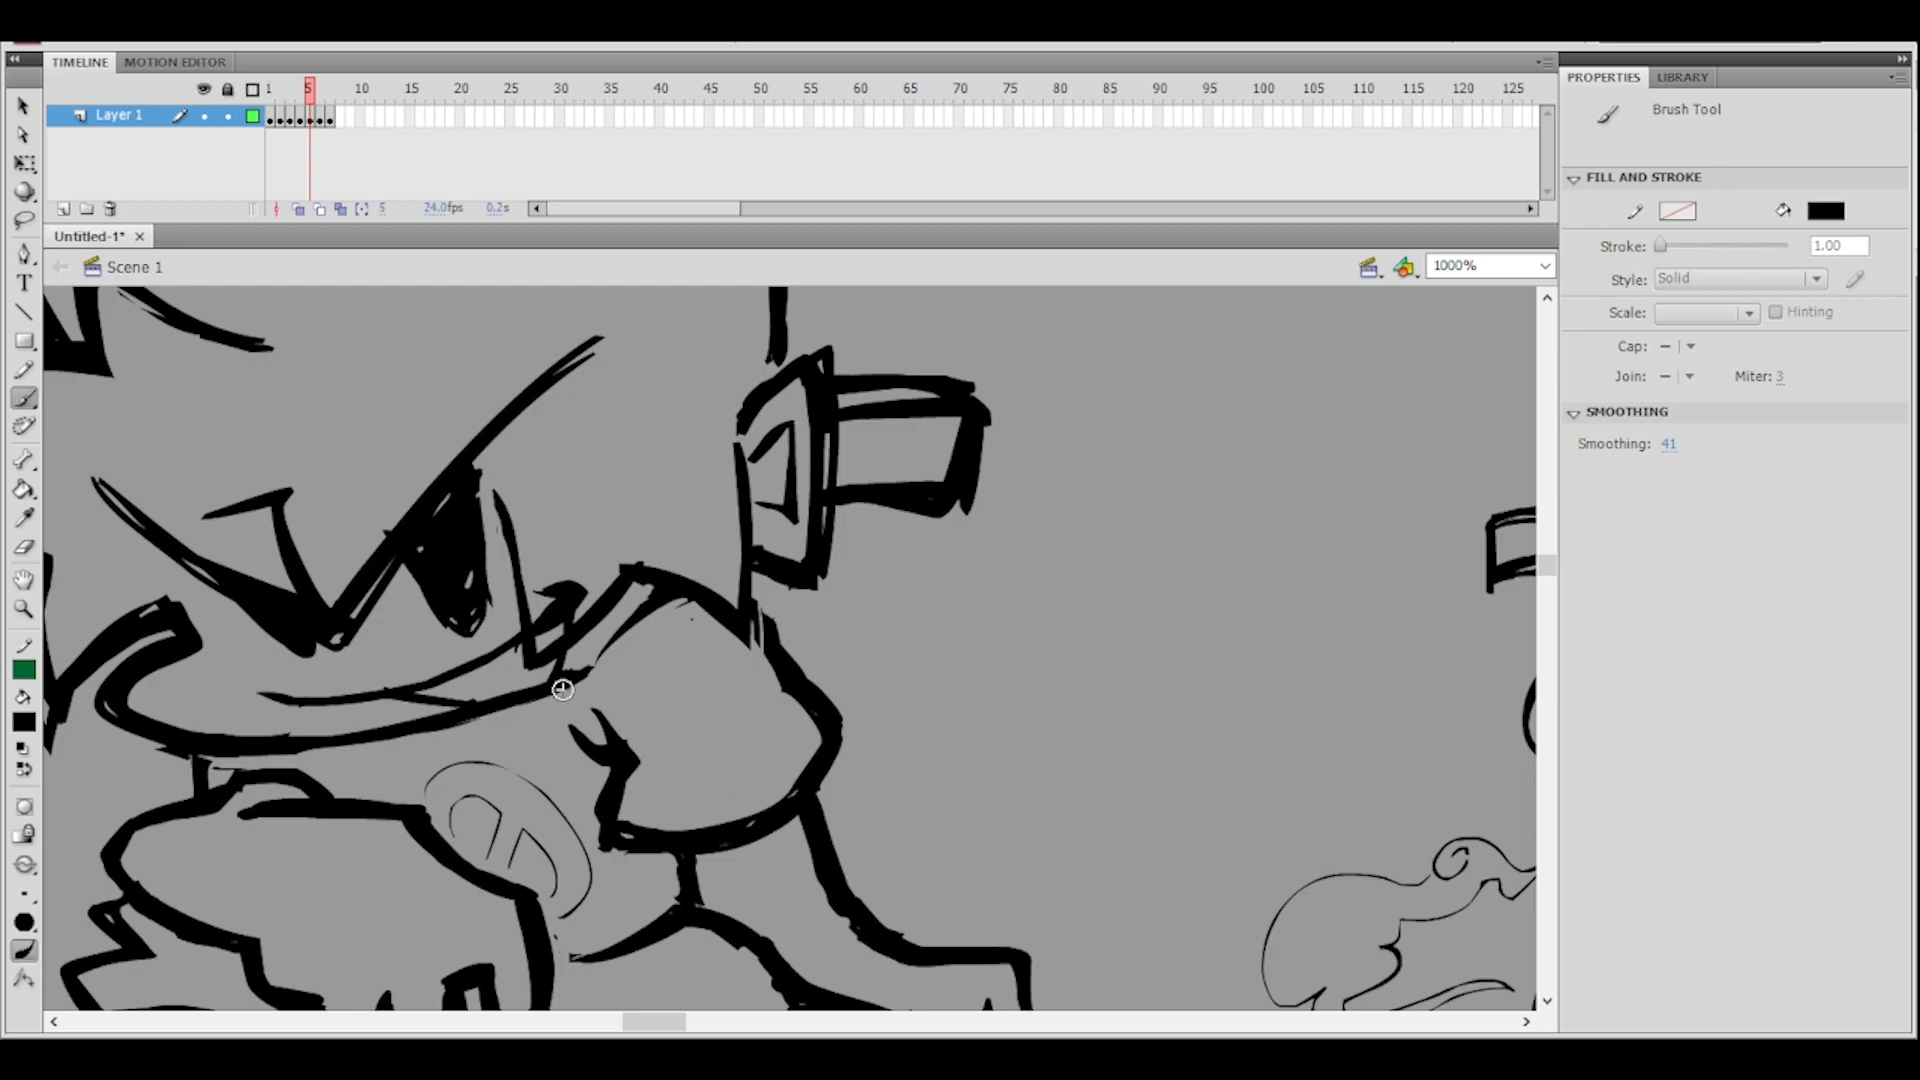 TIMELINE MOTION EDITOR
PROPERTIES LIBRARY
1 5 10 15 20 25 30 35 40 45 50 55 60 65 70 75 80 85 90 95 100 105 110 115 120 125
Layer 1
Brush Tool
FILL AND STROKE
5 24.0fps 0.2s
Untitled-1*
Stroke: 1.00
Scene 1
1000%
Style: Solid
Scale: Hinting
Cap:
Join: Miter: 3
SMOOTHING
Smoothing: 41